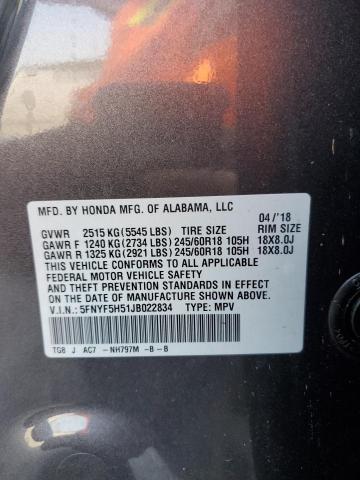 MFD. BY HONDA MFG. OF ALABAMA, LLC 04/'18
GVWR 2515 KG (5545 LBS) TIRE SIZE RIM SIZE
GAWR F 1240 KG (2734 LBS) 245/60R18 105H 18X8.0J
GAWR R 1325 KG (2921 LBS) 245/60R18 105H 18X8.0J
THIS VEHICLE CONFORMS TO ALL APPLICABLE
FEDERAL MOTOR VEHICLE SAFETY
AND THEFT PREVENTION STANDARDS IN EFFECT
ON THE DATE OF MANUFACTURE SHOWN ABOVE.
V.I.N.: 5FNYF5H51JB022834 TYPE: MPV
TG8 J AC7 -NH797M -B-B